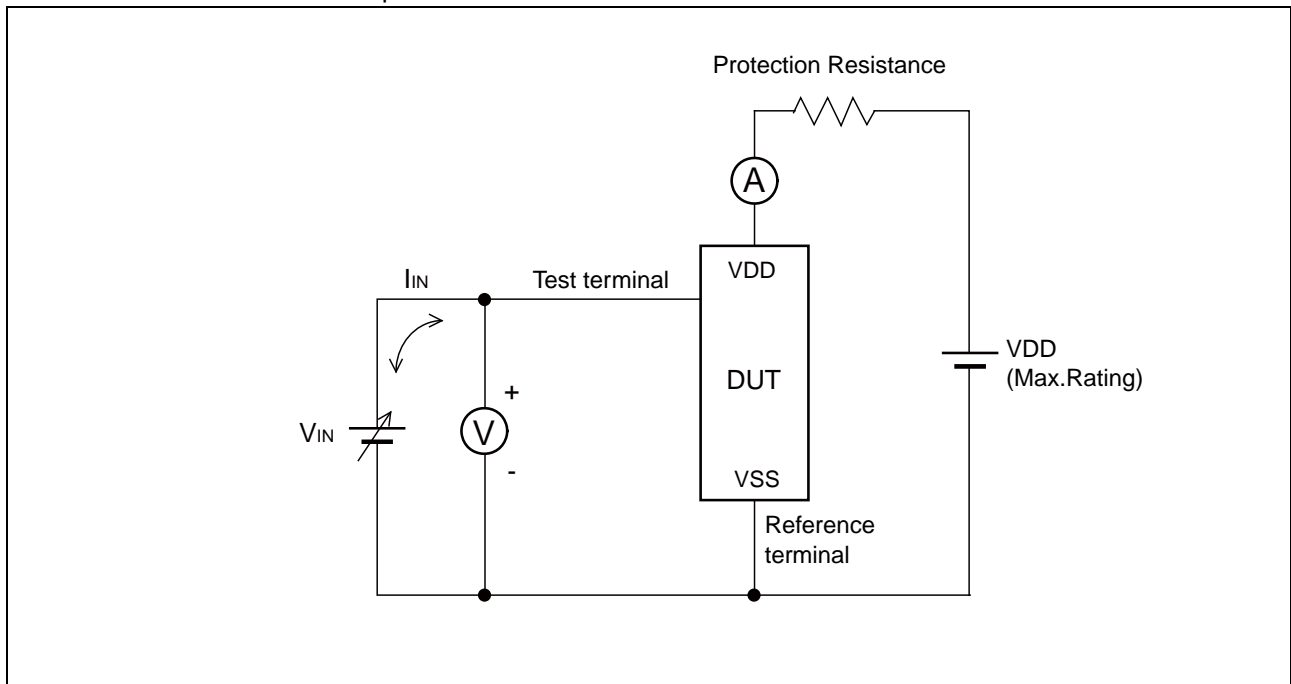 Protection Resistance
A
IIN
Test terminal
VDD
VDD
(Max.Rating)
DUT
+
VIN
V
-
VSS
Reference
terminal